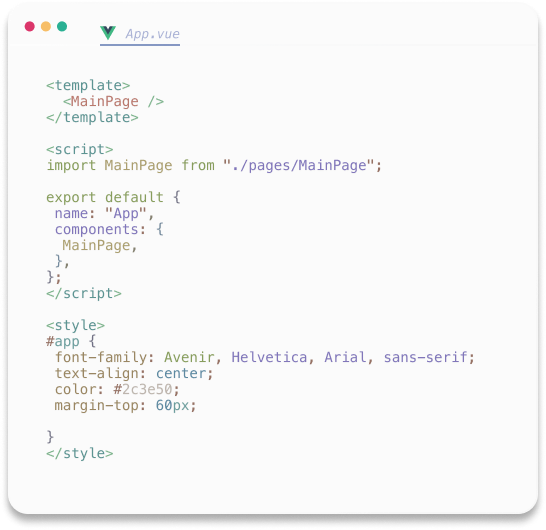 App.vue
<template>
<MainPage />
</template>
<script>
import MainPage from "./pages/MainPage";
export default {
name: "App",
components: {
MainPage,
},
};
</script>
<style>
#app {
font-family: Avenir, Helvetica, Arial, sans-serif;
text-align: center;
color: #2c3e50;
margin-top: 60px;
}
</style>